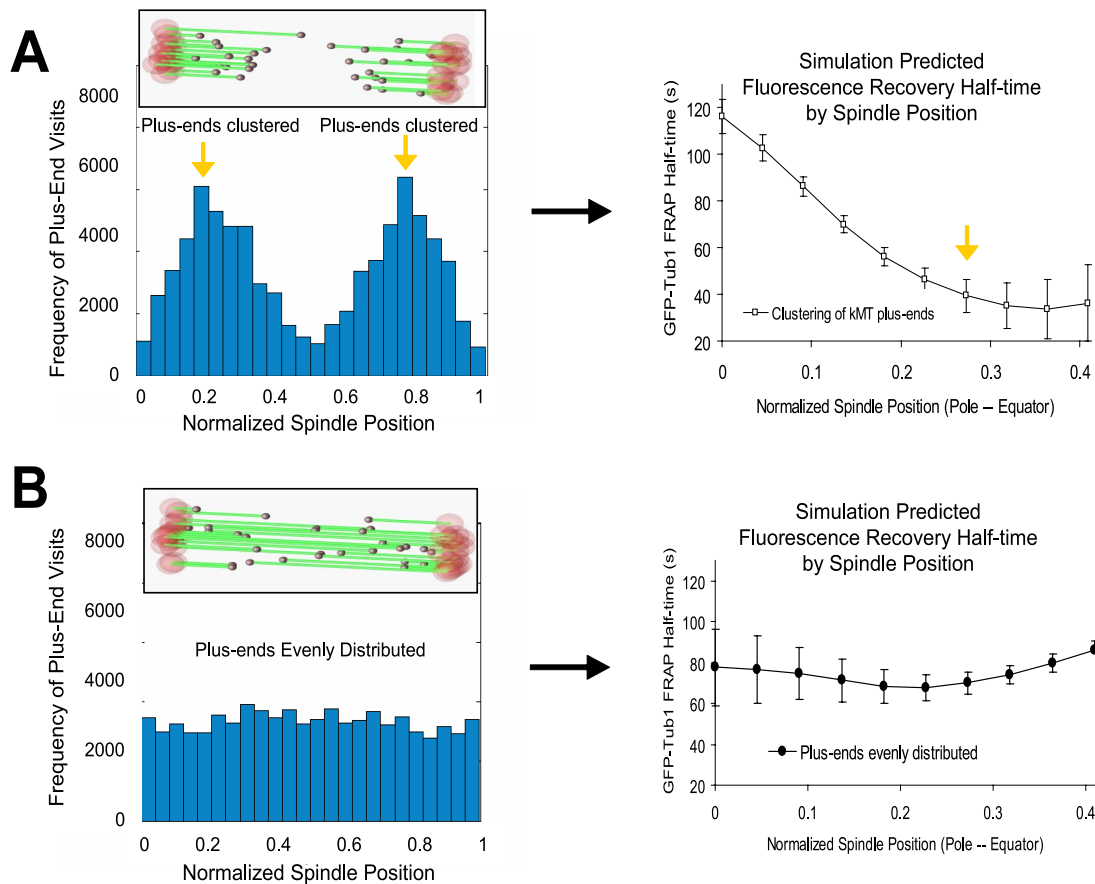 A
Plus-ends clustered Plus-ends clustered
8000
6000
4000
2000
0
Frequency of Plus-End Visits
0 0.2 0.4 0.6 0.8 1
Normalized Spindle Position
Simulation Predicted
Fluorescence Recovery Half-time
by Spindle Position
GFP-Tub1 FRAP Half-time (s)
120
100
80
60
40
20
Clustering of kMT plus-ends
0 0.1 0.2 0.3 0.4
Normalized Spindle Position (Pole – Equator)
B
8000
6000
4000
2000
0
Frequency of Plus-End Visits
Plus-ends Evenly Distributed
0 0.2 0.4 0.6 0.8 1
Normalized Spindle Position
Simulation Predicted
Fluorescence Recovery Half-time
by Spindle Position
GFP-Tub1 FRAP Half-time (s)
120
100
80
60
40
20
Plus-ends evenly distributed
0 0.1 0.2 0.3 0.4
Normalized Spindle Position (Pole -- Equator)